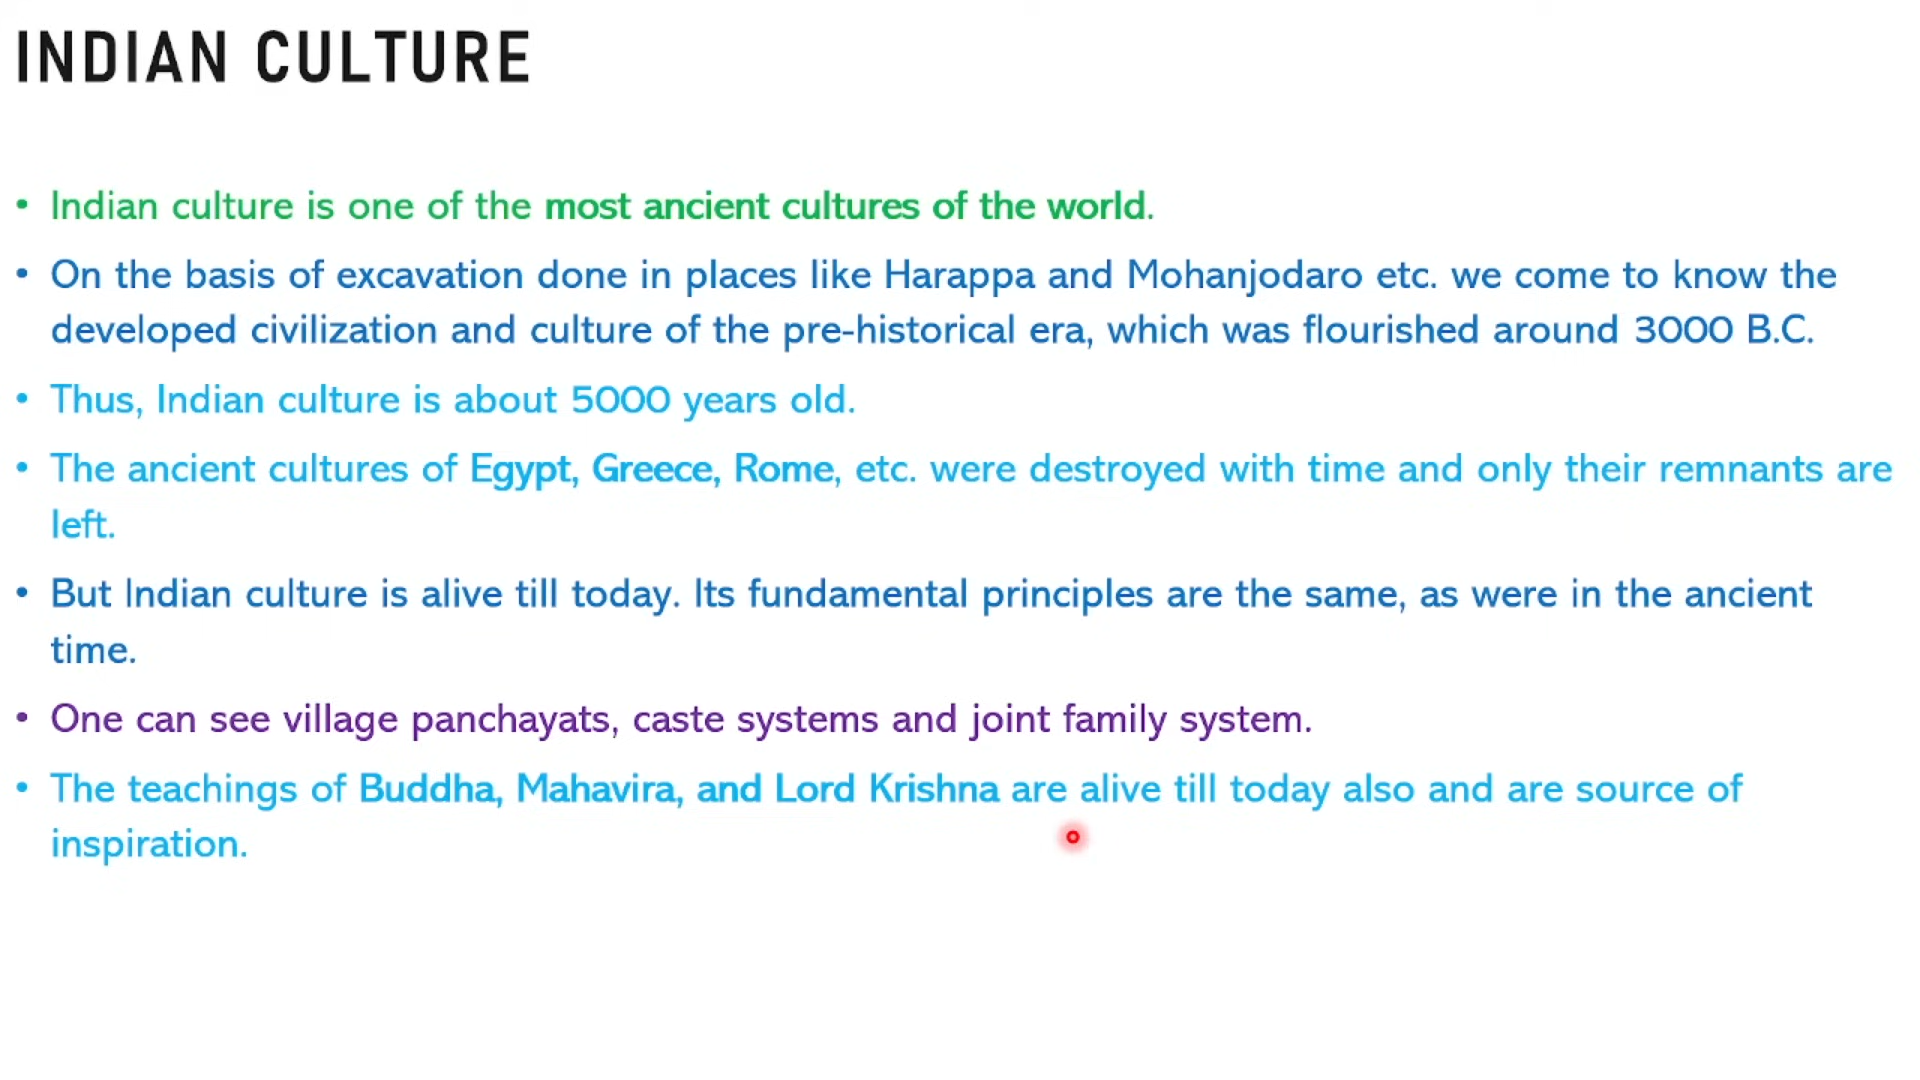 INDIAN CULTURE
• Indian culture is one of the most ancient cultures of the world.
• On the basis of excavation done in places like Harappa and Mohanjodaro etc. we come to know the
developed civilization and culture of the pre-historical era, which was flourished around 3000 B.C.
• Thus, Indian culture is about 5000 years old.
• The ancient cultures of Egypt, Greece, Rome, etc. were destroyed with time and only their remnants are
left.
• But Indian culture is alive till today. Its fundamental principles are the same, as were in the ancient
time.
• One can see village panchayats, caste systems and joint family system.
• The teachings of Buddha, Mahavira, and Lord Krishna are alive till today also and are source of
inspiration.